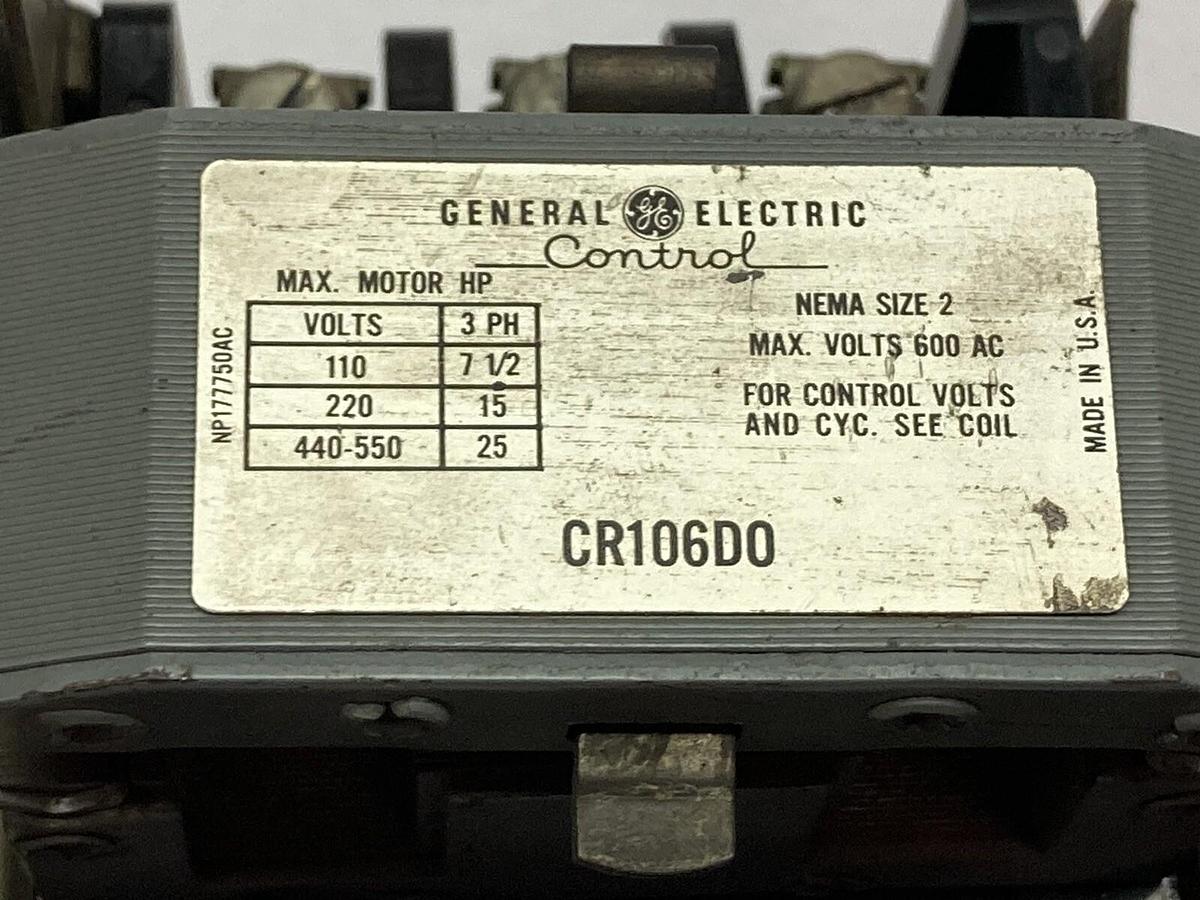 GENERAL GE ELECTRIC
Control
MAX. MOTOR HP
VOLTS 3 PH
110 7 1/2
220 15
440-550 25
NP177750AC
NEMA SIZE 2
MAX. VOLTS 600 AC
FOR CONTROL VOLTS
AND CYC. SEE COIL
MADE IN U.S.A.
CR106D0